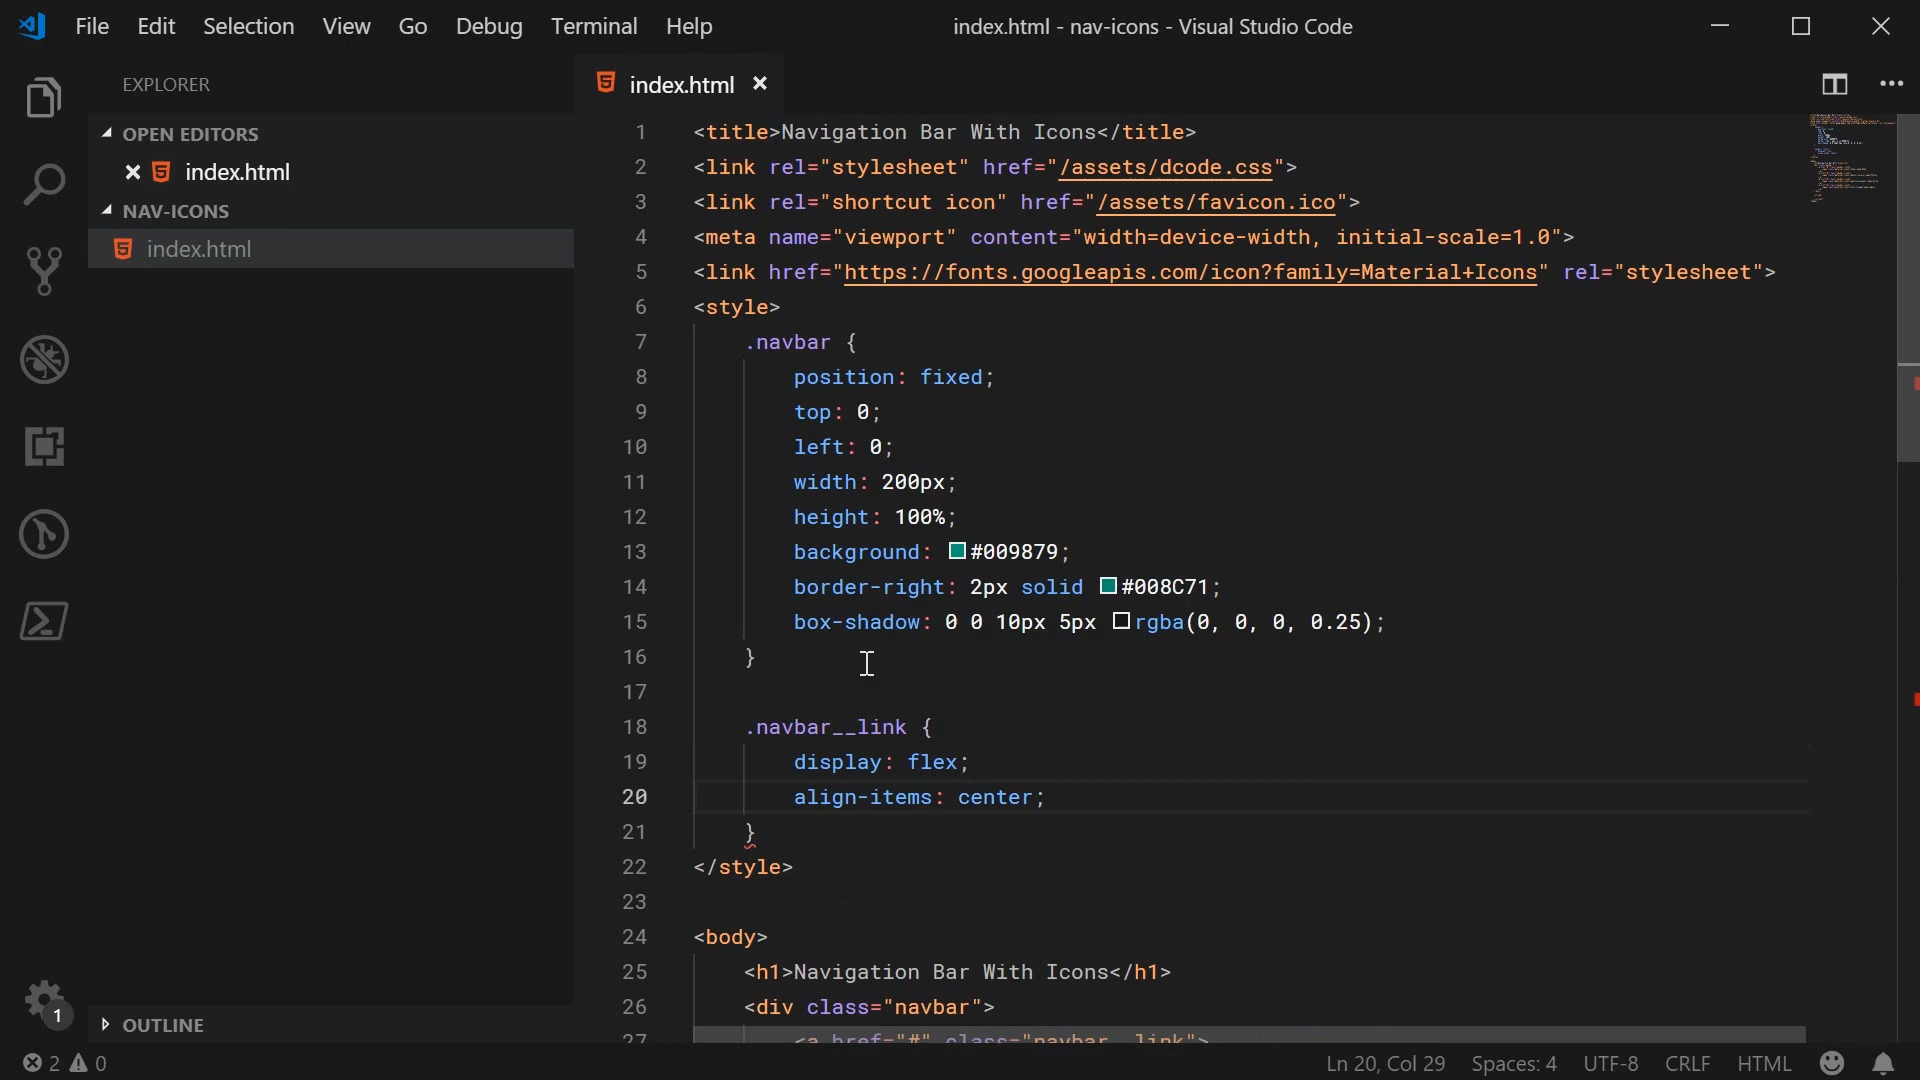 File Edit Selection View Go Debug Terminal Help index.html - nav-icons - Visual Studio Code
EXPLORER
OPEN EDITORS
index.html
NAV-ICONS
index.html
OUTLINE
index.html
1 <title>Navigation Bar With Icons</title>
2 <link rel="stylesheet" href="/assets/dcode.css">
3 <link rel="shortcut icon" href="/assets/favicon.ico">
4 <meta name="viewport" content="width=device-width, initial-scale=1.0">
5 <link href="https://fonts.googleapis.com/icon?family=Material+Icons" rel="stylesheet">
6 <style>
7 .navbar {
8 position: fixed;
9 top: 0;
10 left: 0;
11 width: 200px;
12 height: 100%;
13 background: #009879;
14 border-right: 2px solid #008C71;
15 box-shadow: 0 0 10px 5px rgba(0, 0, 0, 0.25);
16 }
17
18 .navbar__link {
19 display: flex;
20 align-items: center;
21 }
22 </style>
23
24 <body>
25 <h1>Navigation Bar With Icons</h1>
26 <div class="navbar">
27 <a href="#" class="navbar__link">
1
2 0 Ln 20, Col 29 Spaces: 4 UTF-8 CRLF HTML